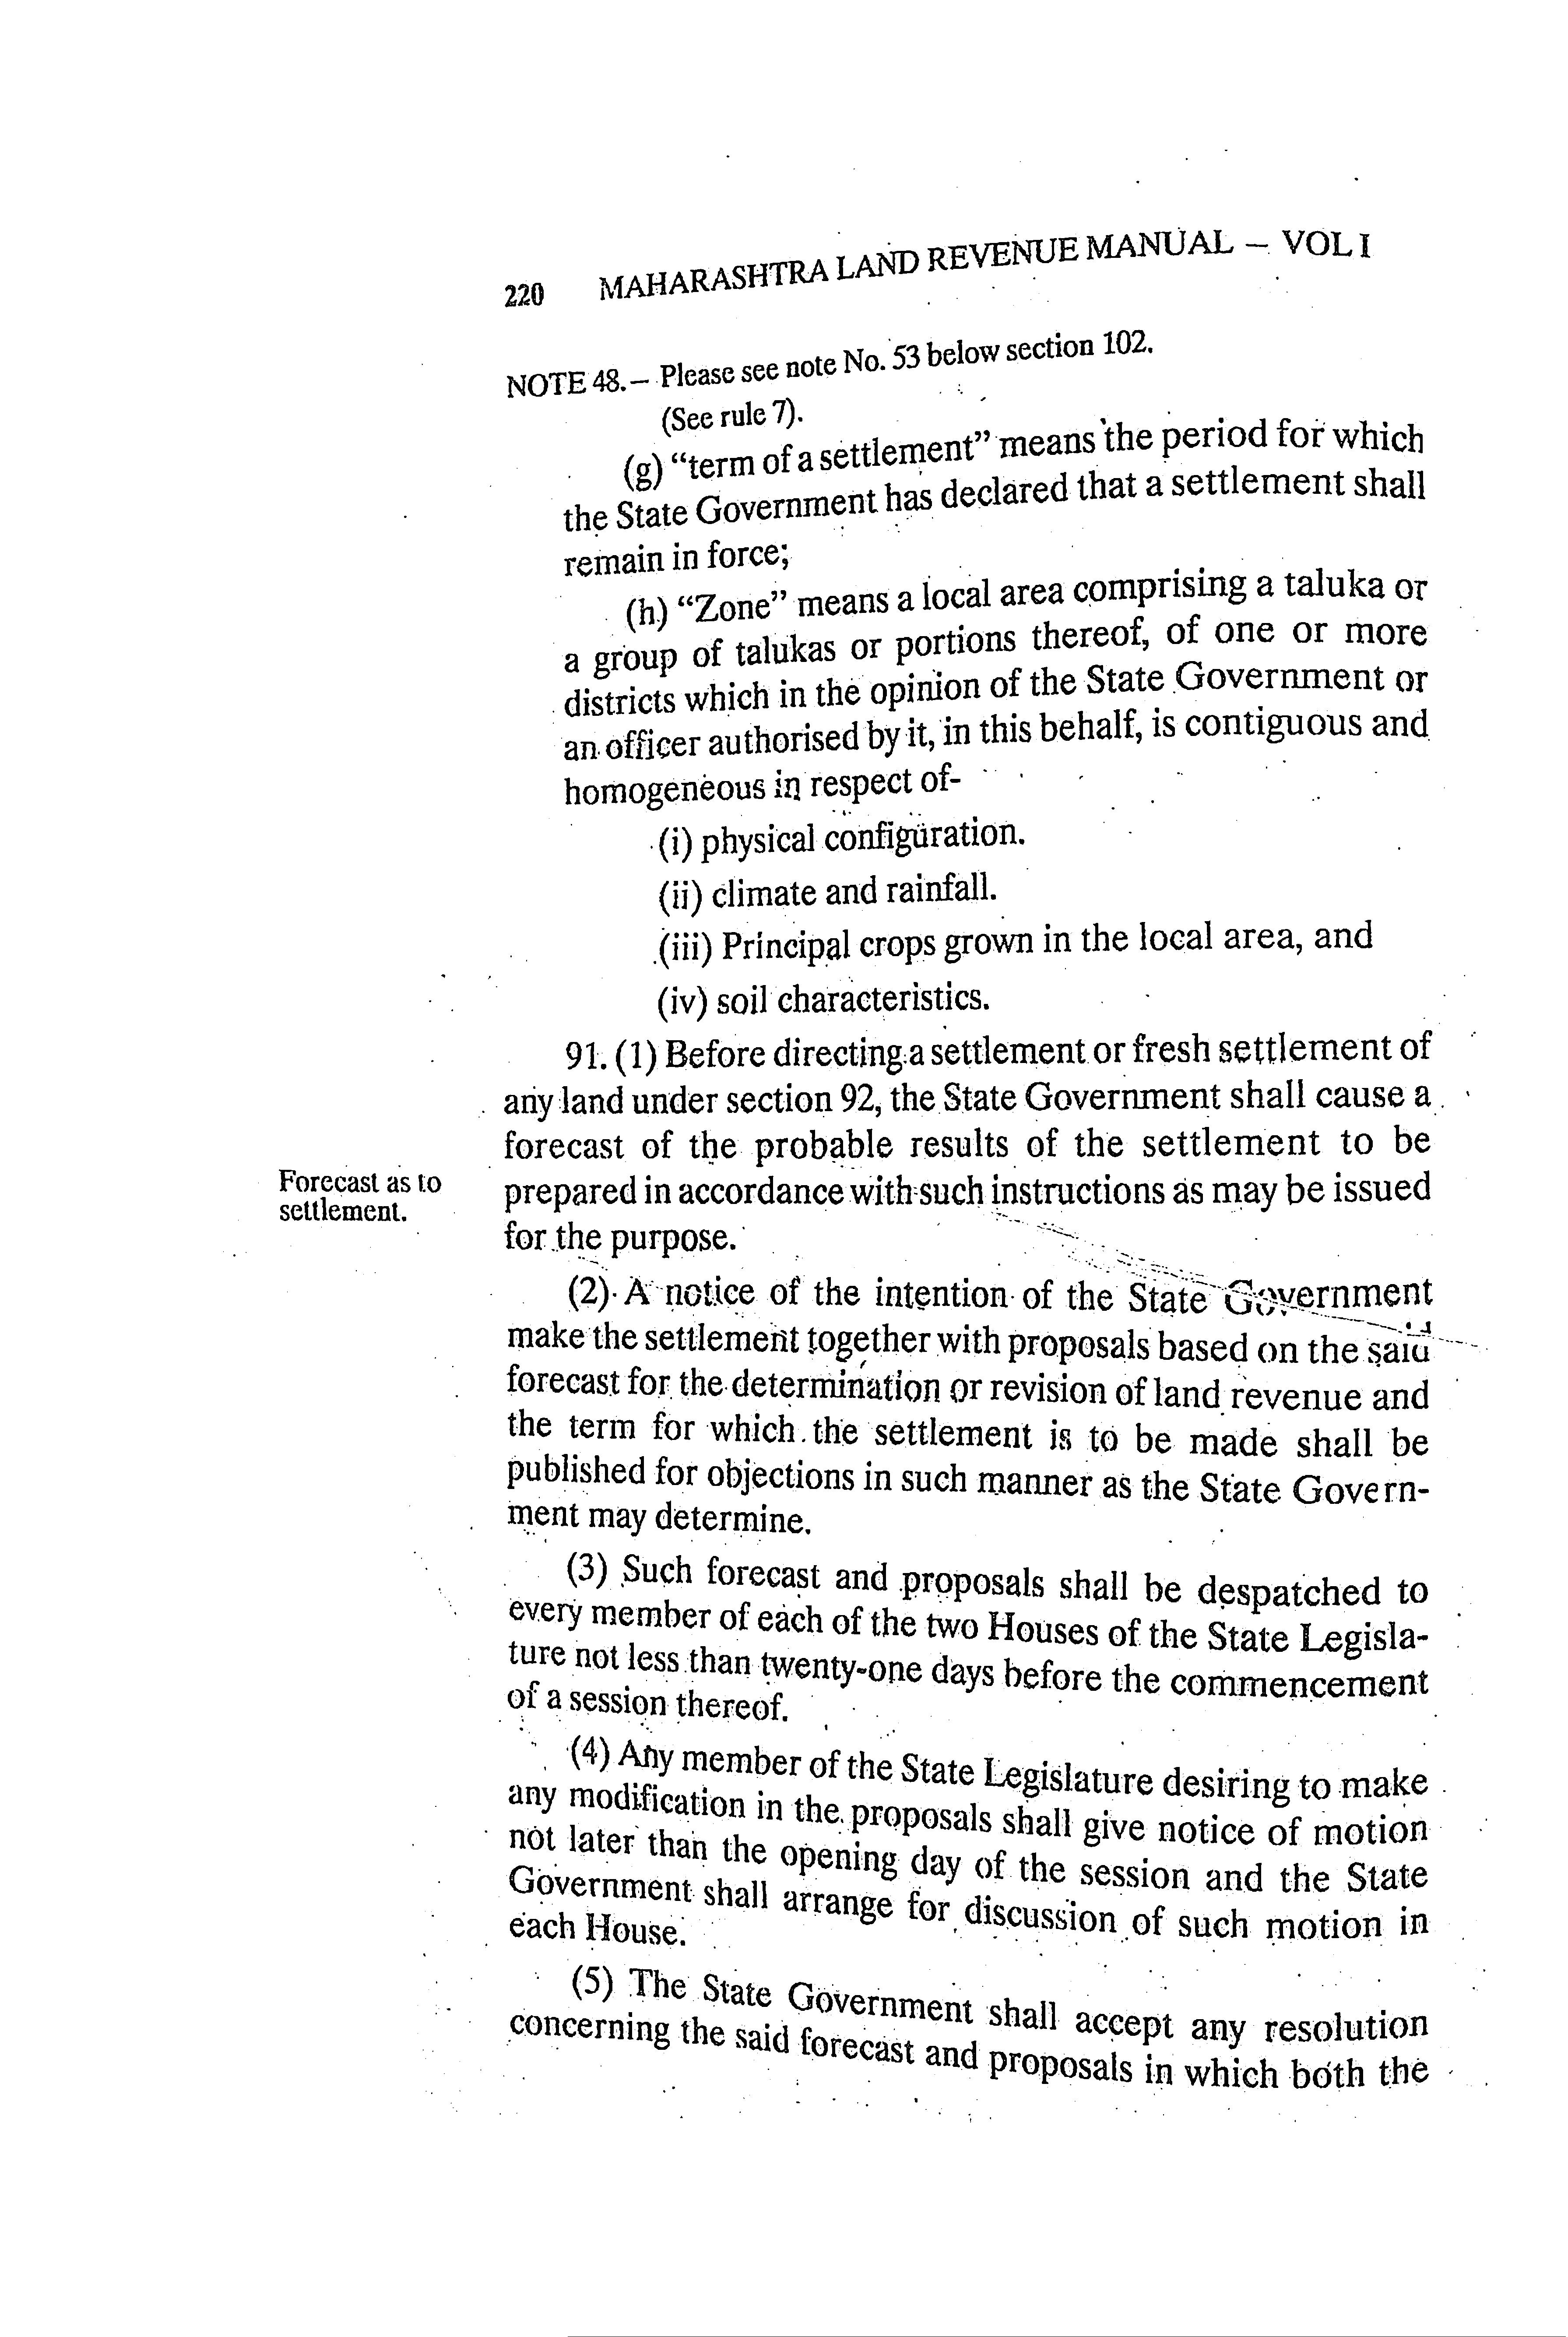 220 MAHARASHTRA LAND REVENUE MANUAL – VOL I
NOTE 48.– Please see note No. 53 below section 102.
(See rule 7).
(g) “term of a settlement” means the period for which
the State Government has declared that a settlement shall
remain in force;
(h) “Zone” means a local area comprising a taluka or
a group of talukas or portions thereof, of one or more
districts which in the opinion of the State Government or
an officer authorised by it, in this behalf, is contiguous and
homogeneous in respect of-
(i) physical configuration.
(ii) climate and rainfall.
(iii) Principal crops grown in the local area, and
(iv) soil characteristics.
91. (1) Before directing a settlement or fresh settlement of
any land under section 92, the State Government shall cause a
forecast of the probable results of the settlement to be
Forecast as to
settlement.
prepared in accordance with such instructions as may be issued
for the purpose.
(2) A notice of the intention of the State Government
make the settlement together with proposals based on the said
forecast for the determination or revision of land revenue and
the term for which the settlement is to be made shall be
published for objections in such manner as the State Govern-
ment may determine.
(3) Such forecast and proposals shall be despatched to
every member of each of the two Houses of the State Legisla-
ture not less than twenty-one days before the commencement
of a session thereof.
(4) Any member of the State Legislature desiring to make
any modification in the proposals shall give notice of motion
not later than the opening day of the session and the State
Government shall arrange for discussion of such motion in
each House.
(5) The State Government shall accept any resolution
concerning the said forecast and proposals in which both the